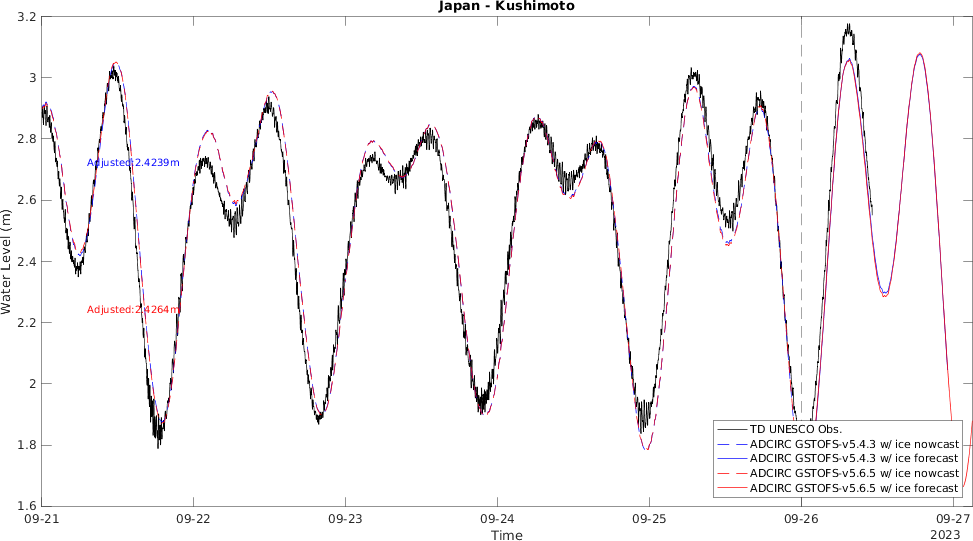 Japan - Kushimoto
3.2
3
2.8
2.6
2.4
2.2
2
1.8
1.6
Water Level (m)
Adjusted:2.4239m
Adjusted:2.4264m
TD UNESCO Obs.
ADCIRC GSTOFS-v5.4.3 w/ ice nowcast
ADCIRC GSTOFS-v5.4.3 w/ ice forecast
ADCIRC GSTOFS-v5.6.5 w/ ice nowcast
ADCIRC GSTOFS-v5.6.5 w/ ice forecast
09-21 09-22 09-23 09-24 09-25 09-26 09-27
Time
2023